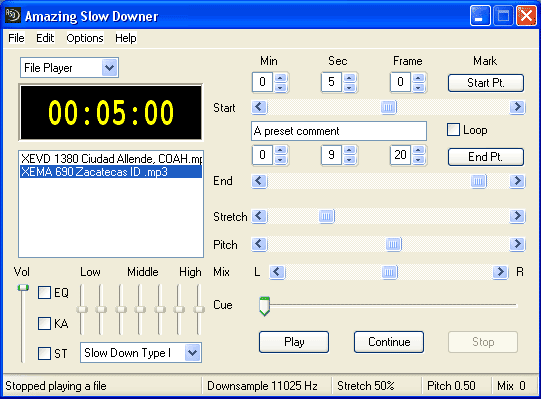 Amazing Slow Downer
File Edit Options Help
File Player
Min Sec Frame Mark
0 5 0 Start Pt.
00:05:00
Start
A preset comment Loop
0 9 20 End Pt.
XEVD 1380 Ciudad Allende, COAH.mp
XEMA 690 Zacatecas ID .mp3
End
Stretch
Pitch
Vol Low Middle High Mix L R
EQ
Cue
KA
ST Slow Down Type I
Play Continue Stop
Stopped playing a file Downsample 11025 Hz Stretch 50% Pitch 0.50 Mix 0